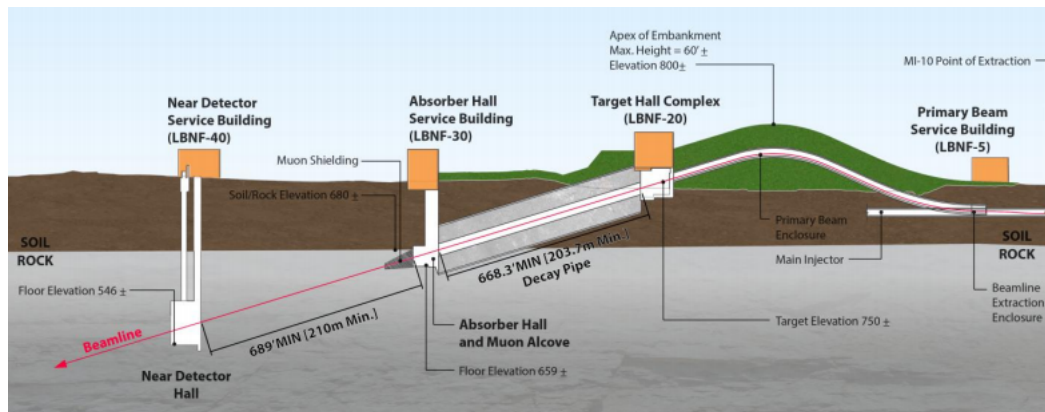 Apex of Embankment
Max. Height = 60' ±
Elevation 800±
MI-10 Point of Extraction
Near Detector
Service Building
(LBNF-40)
Absorber Hall
Service Building
(LBNF-30)
Target Hall Complex
(LBNF-20)
Primary Beam
Service Building
(LBNF-5)
Muon Shielding
Soil/Rock Elevation 680 ±
SOIL
ROCK
Primary Beam
Enclosure
SOIL
ROCK
Main Injector
668.3'MIN [203.7m Min.]
Decay Pipe
Floor Elevation 546 ±
Beamline
Extraction
Enclosure
Beamline
689'MIN [210m Min.]
Absorber Hall
and Muon Alcove
Target Elevation 750 ±
Floor Elevation 659 ±
Near Detector
Hall